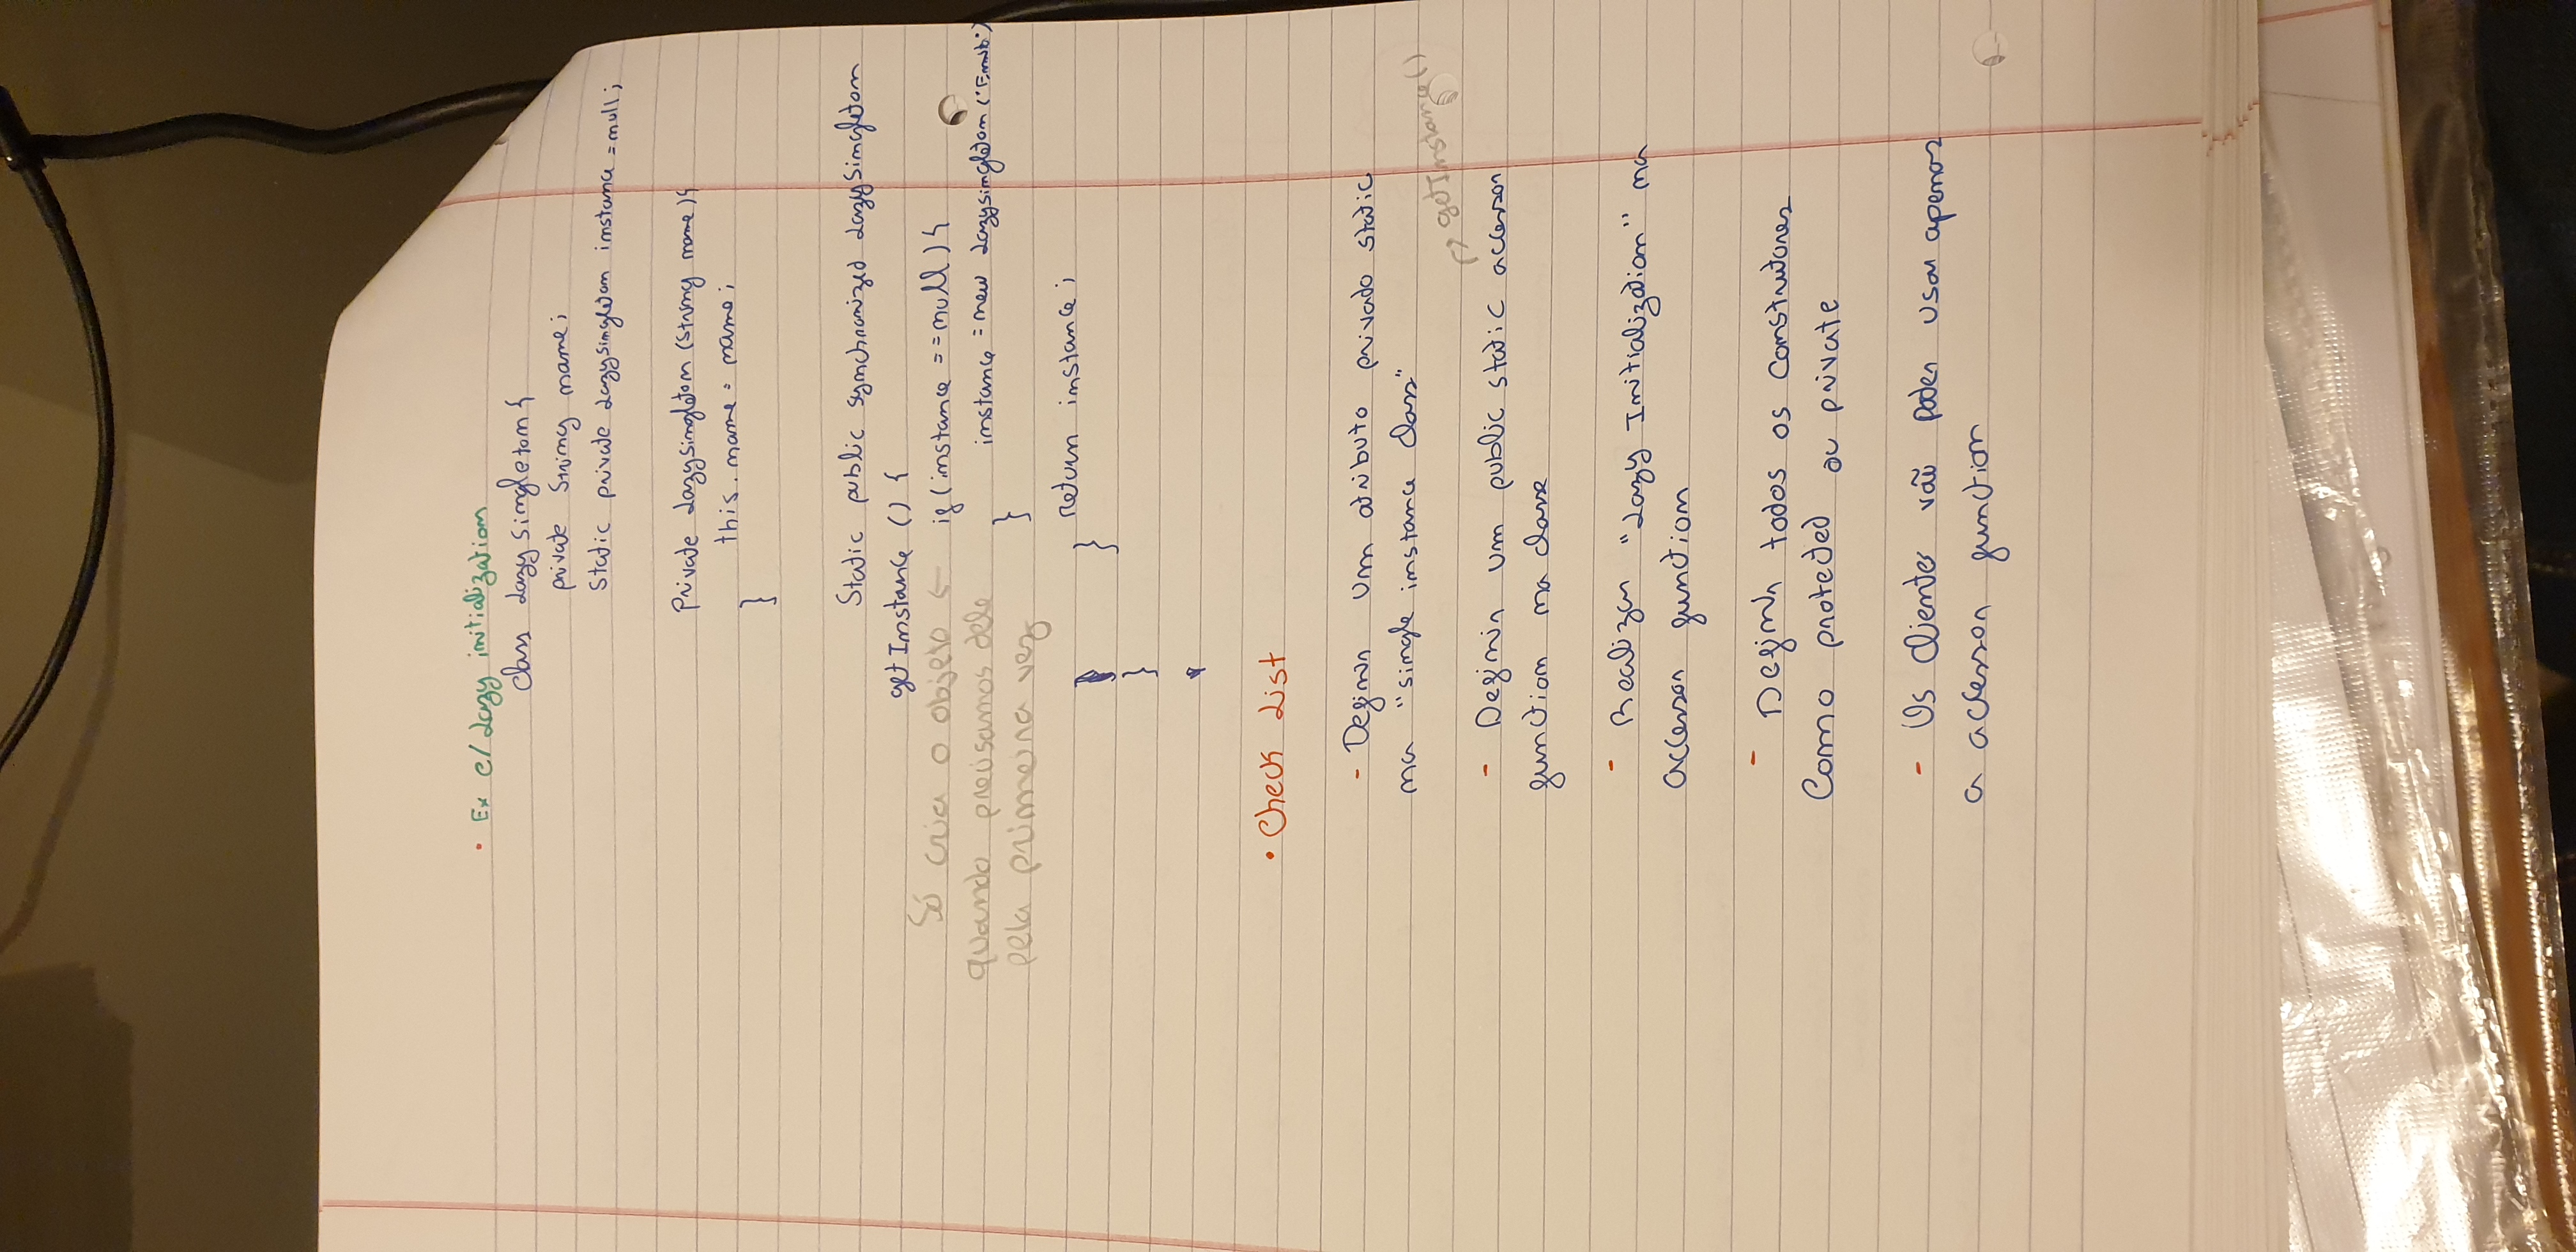 • Ex c/ Lazy initialization
class LazySingleton {
private String name;
Static private LazySingleton instance = null;
Private LazySingleton (String name) {
this.name = name;
}
Static public synchronized LazySingleton
getInstance () {
Só cria o objeto ← if (instance == null) {
quando precisamos dele instance = new LazySingleton (
pela primeira vez }
return instance;
}
}
• Check List
- Definir um atributo privado static
na "single instance class"
→ getInstance()
- Definir um public static accessor
function na classe
- Realizar "Lazy Initialization" na
accessor function
- Definir todos os construtores
Como protected ou private
- Os Clientes vão poder usar apenas
a accessor function